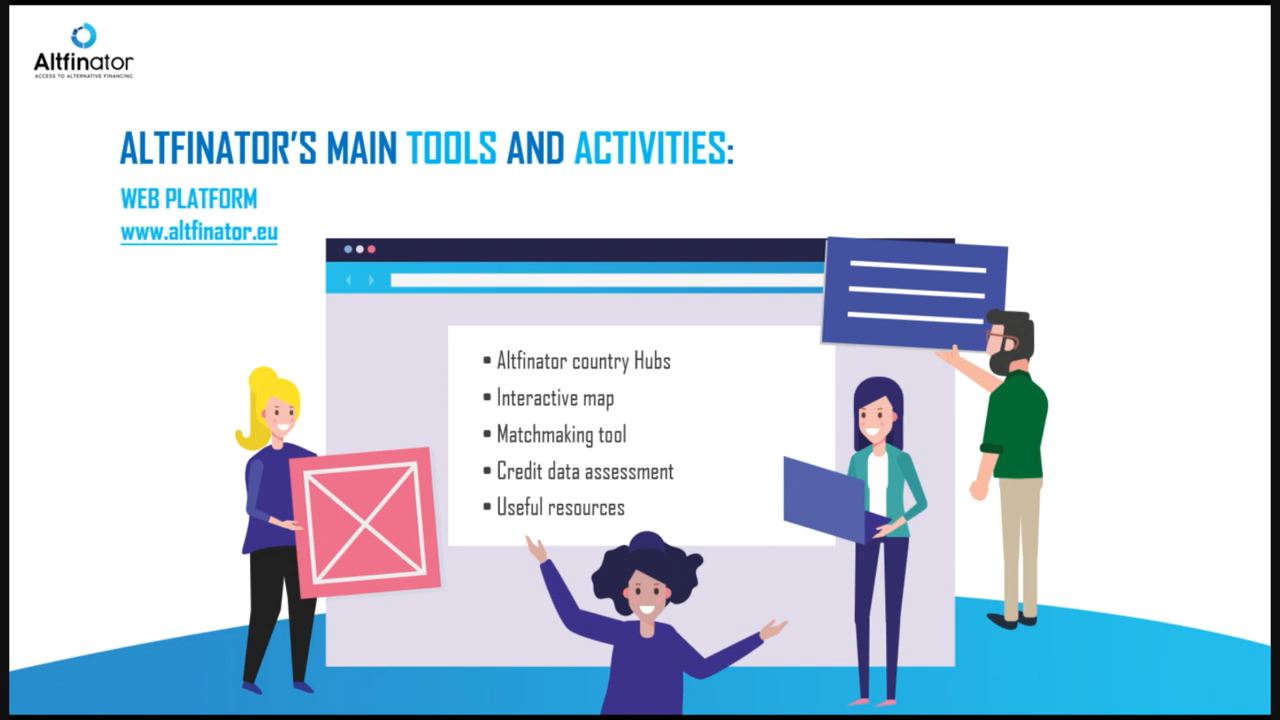 Altfinator
ACCESS TO ALTERNATIVE FINANCING
ALTFINATOR'S MAIN TOOLS AND ACTIVITIES:
WEB PLATFORM
www.altfinator.eu
▪ Altfinator country Hubs
▪ Interactive map
▪ Matchmaking tool
▪ Credit data assessment
▪ Useful resources